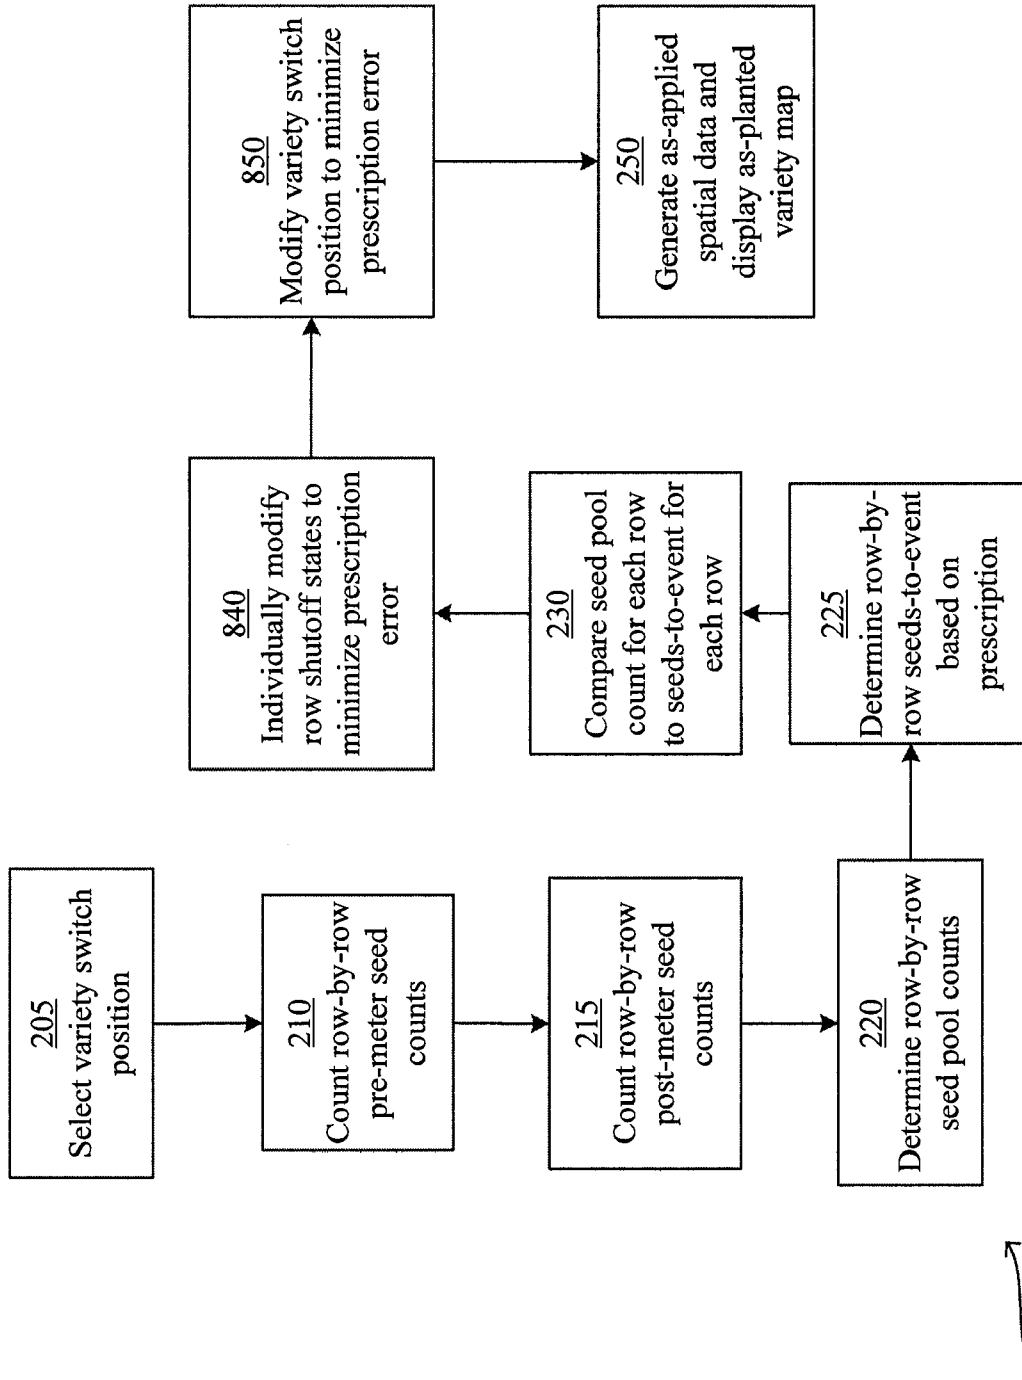 205
Select variety switch
position
210
Count row-by-row
pre-meter seed
counts
215
Count row-by-row
post-meter seed
counts
220
Determine row-by-row
seed pool counts
225
Determine row-by-
row seeds-to-event
based on
prescription
230
Compare seed pool
count for each row
to seeds-to-event for
each row
840
Individually modify
row shutoff states to
minimize prescription
error
850
Modify variety switch
position to minimize
prescription error
250
Generate as-applied
spatial data and
display as-planted
variety map